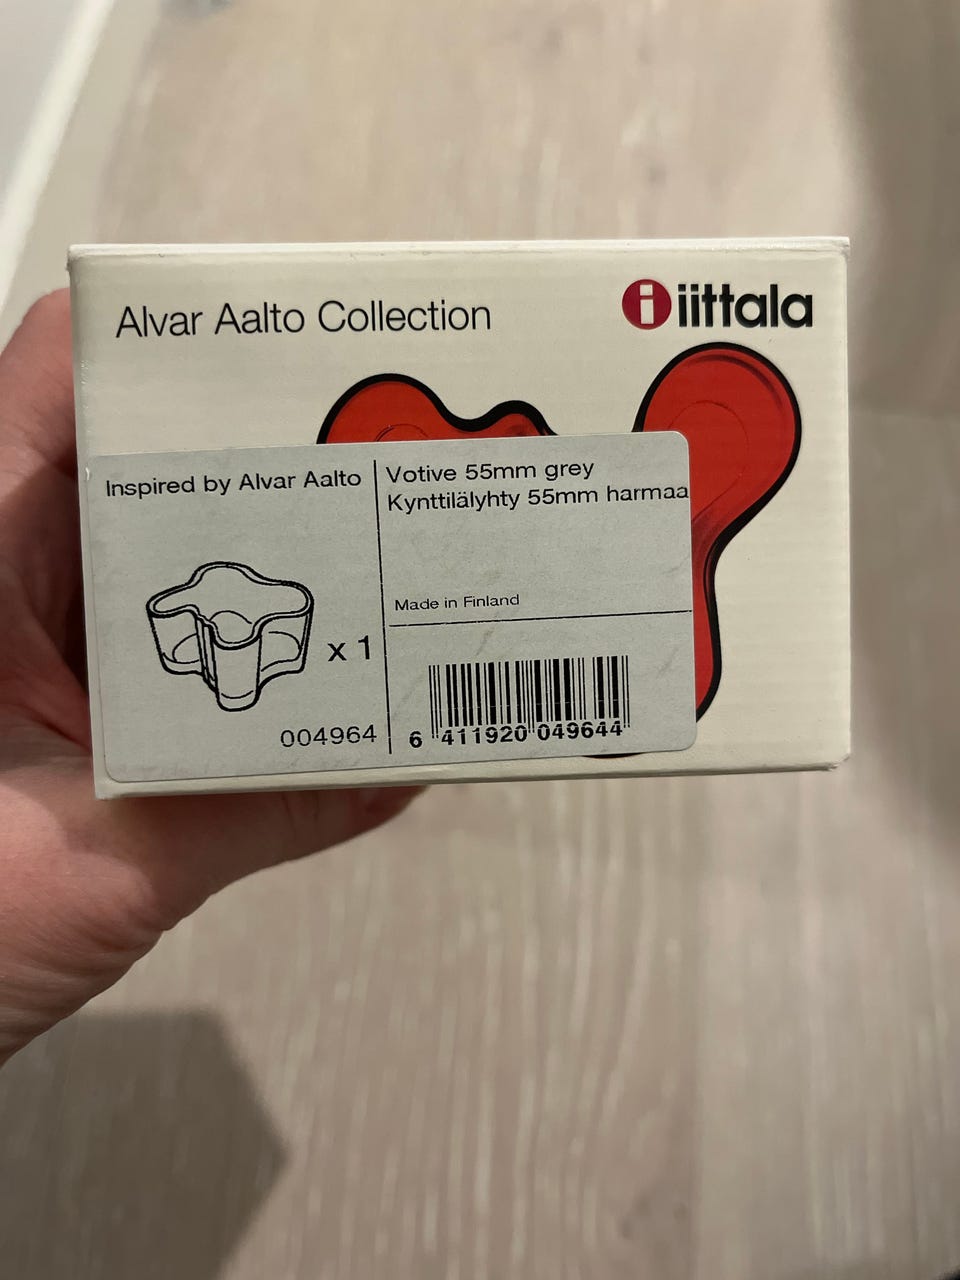 Alvar Aalto Collection
iittala
Inspired by Alvar Aalto
Votive 55mm grey
Kynttilälyhty 55mm harmaa
Made in Finland
x 1
004964
6 411920 049644